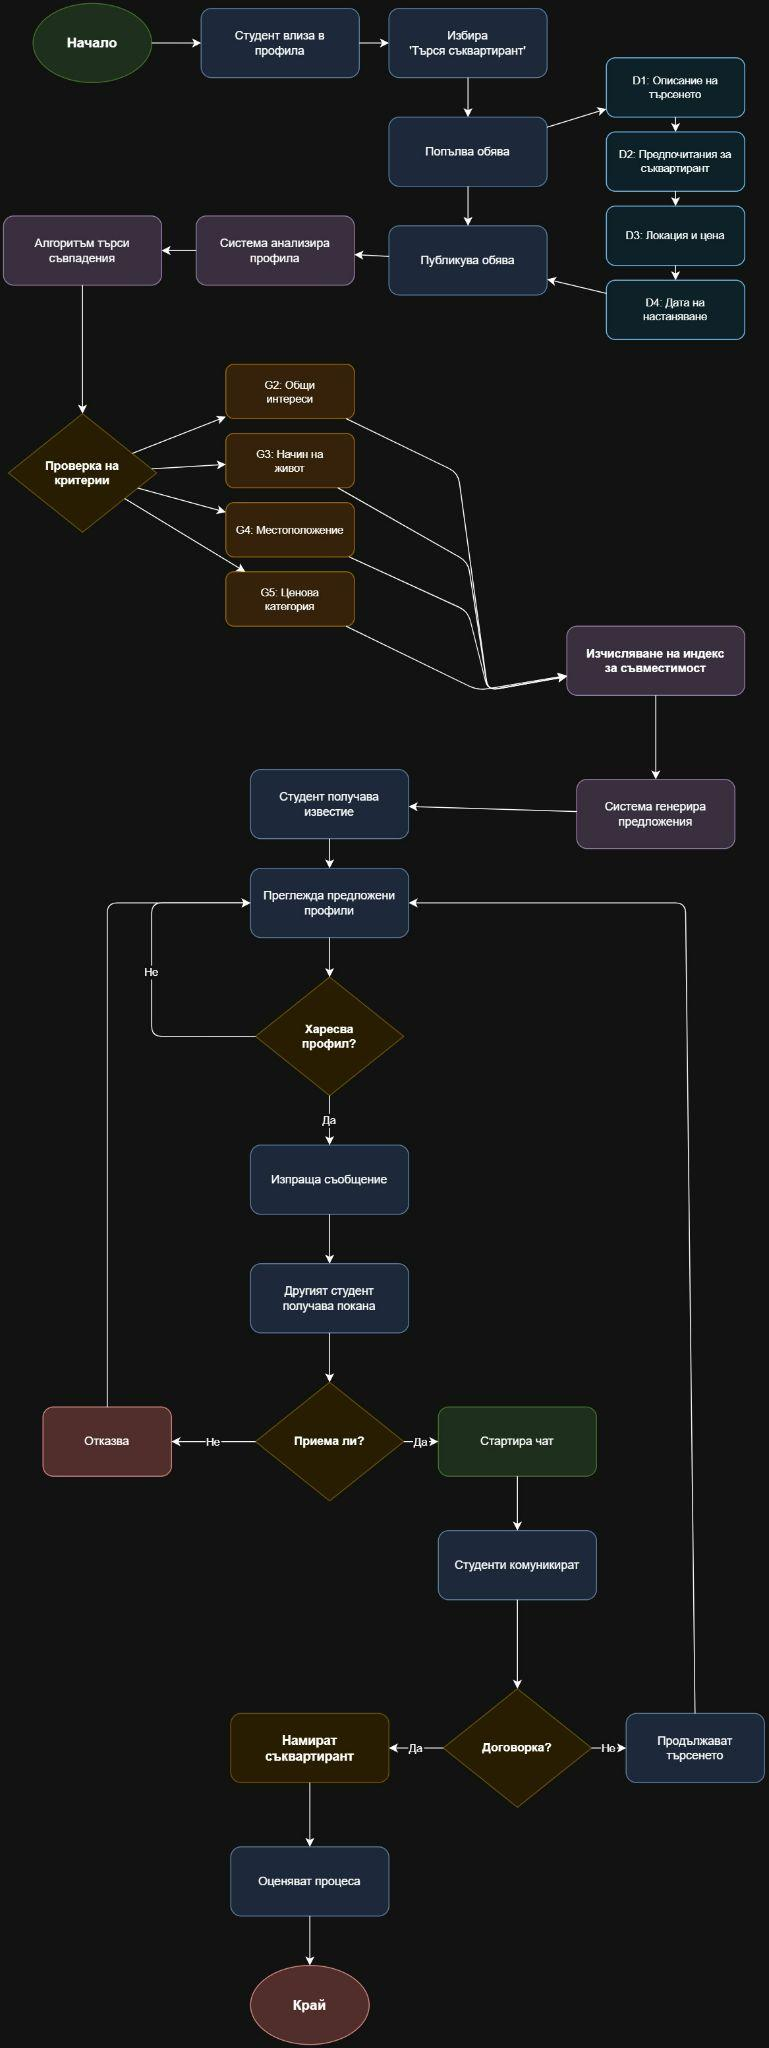 Начало
Студент влиза в
профила
Избира
'Търся съквартирант'
Попълва обява
D1: Описание на
търсенето
D2: Предпочитания за
съквартирант
D3: Локация и цена
D4: Дата на
настаняване
Публикува обява
Система анализира
профила
Алгоритъм търси
съвпадения
Проверка на
критерии
G2: Общи
интереси
G3: Начин на
живот
G4: Местоположение
G5: Ценова
категория
Изчисляване на индекс
за съвместимост
Система генерира
предложения
Студент получава
известие
Преглежда предложени
профили
Не
Харесва
профил?
Да
Изпраща съобщение
Другият студент
получава покана
Приема ли?
Не
Отказва
Да
Стартира чат
Студенти комуникират
Договорка?
Да
Намират
съквартирант
Не
Продължават
търсенето
Оценяват процеса
Край